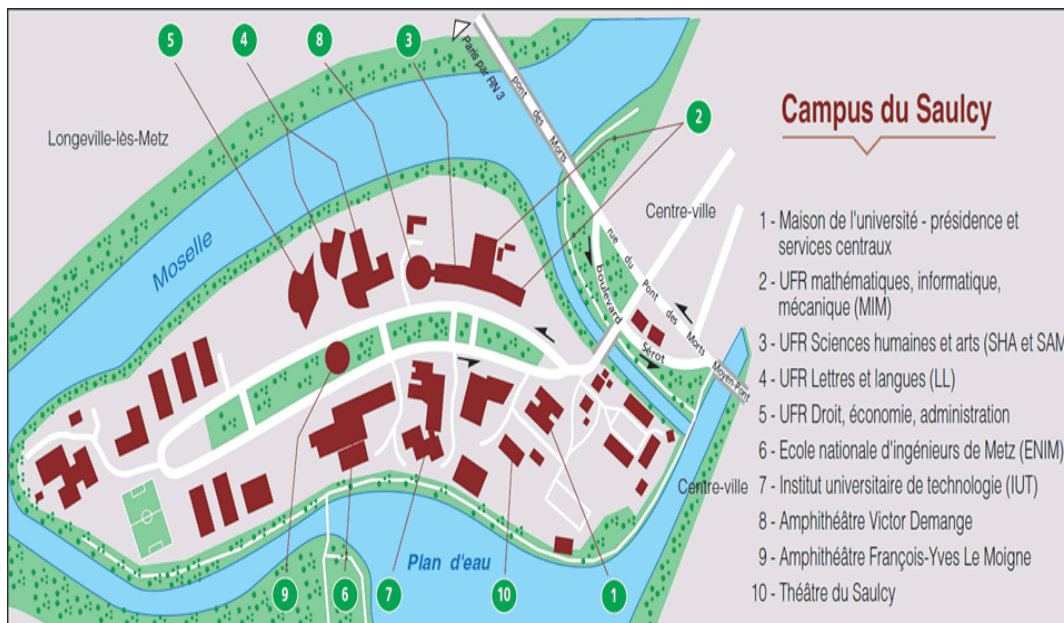 5
4
8
3
2
Paris par RN 3
pont des Morts
Longeville-lès-Metz
Moselle
Centre-ville
rue du Pont des Morts
boulevard Sérot
Moyen-Pont
Centre-ville
Plan d'eau
9
6
7
10
1
Campus du Saulcy
1 - Maison de l'université - présidence et
services centraux
2 - UFR mathématiques, informatique,
mécanique (MIM)
3 - UFR Sciences humaines et arts (SHA et SAM
4 - UFR Lettres et langues (LL)
5 - UFR Droit, économie, administration
6 - Ecole nationale d'ingénieurs de Metz (ENIM)
7 - Institut universitaire de technologie (IUT)
8 - Amphithéâtre Victor Demange
9 - Amphithéâtre François-Yves Le Moigne
10 - Théâtre du Saulcy